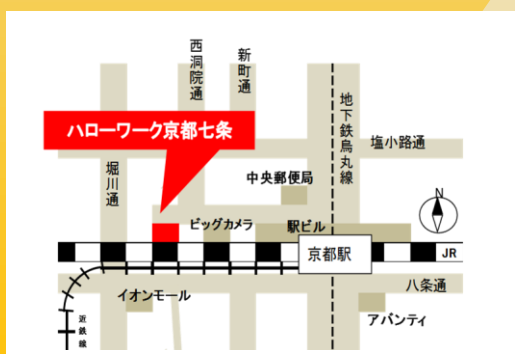 西洞院通
新町通
地下鉄烏丸線
ハローワーク京都七条
塩小路通
堀川通
中央郵便局
N
ビッグカメラ
駅ビル
京都駅
JR
八条通
イオンモール
アバンティ
近鉄線